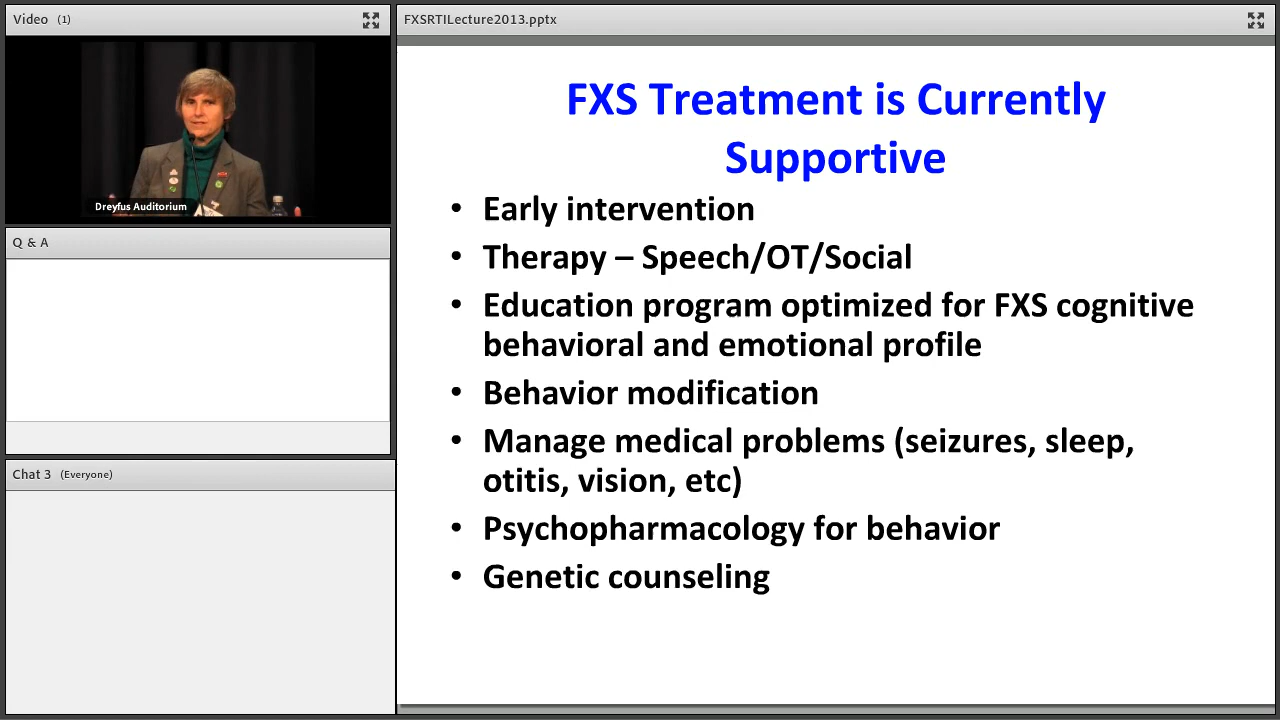 Video (1)
Dreyfus Auditorium
Q & A
Chat 3 (Everyone)
FXSRTILecture2013.pptx
FXS Treatment is Currently
Supportive
• Early intervention
• Therapy – Speech/OT/Social
• Education program optimized for FXS cognitive
behavioral and emotional profile
• Behavior modification
• Manage medical problems (seizures, sleep,
otitis, vision, etc)
• Psychopharmacology for behavior
• Genetic counseling